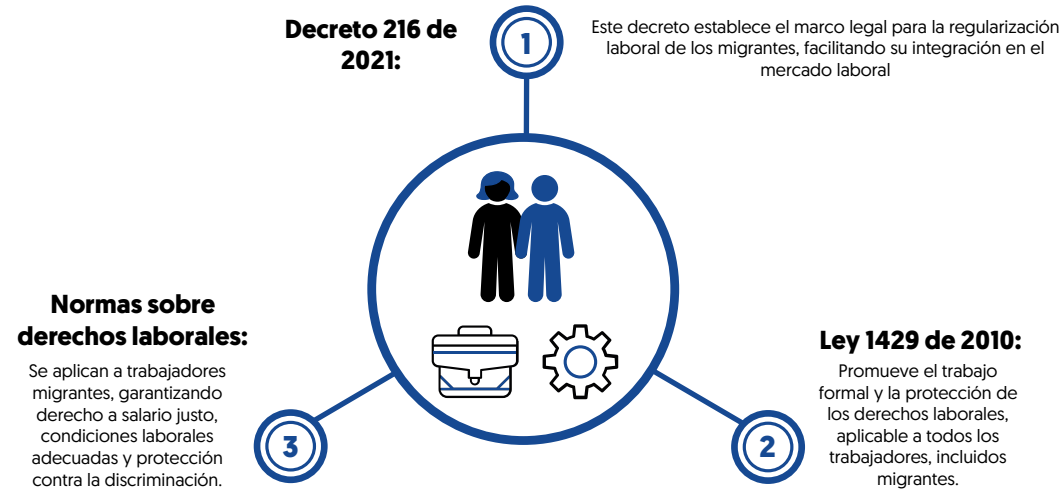 Decreto 216 de
2021:
1
Este decreto establece el marco legal para la regularización
laboral de los migrantes, facilitando su integración en el
mercado laboral
Ley 1429 de 2010:
Promueve el trabajo
formal y la protección de
los derechos laborales,
aplicable a todos los
trabajadores, incluidos
migrantes.
2
Normas sobre
derechos laborales:
Se aplican a trabajadores
migrantes, garantizando
derecho a salario justo,
condiciones laborales
adecuadas y protección
contra la discriminación.
3